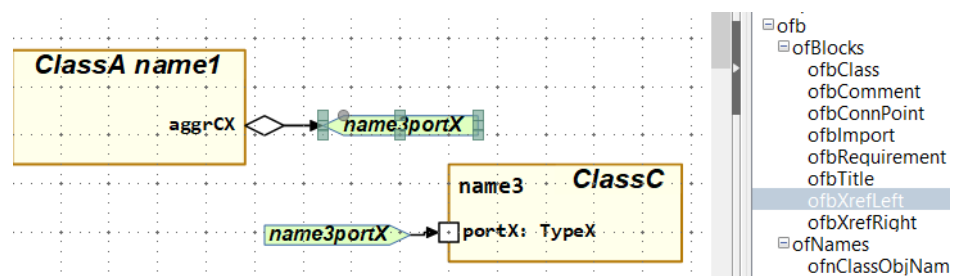 ClassA name1
aggrCX
name3portX
name3
ClassC
name3portX
portX: TypeX
ofb
ofBlocks
ofbClass
ofbComment
ofbConnPoint
ofbImport
ofbRequirement
ofbTitle
ofbXrefLeft
ofbXrefRight
ofNames
ofnClassObjNam